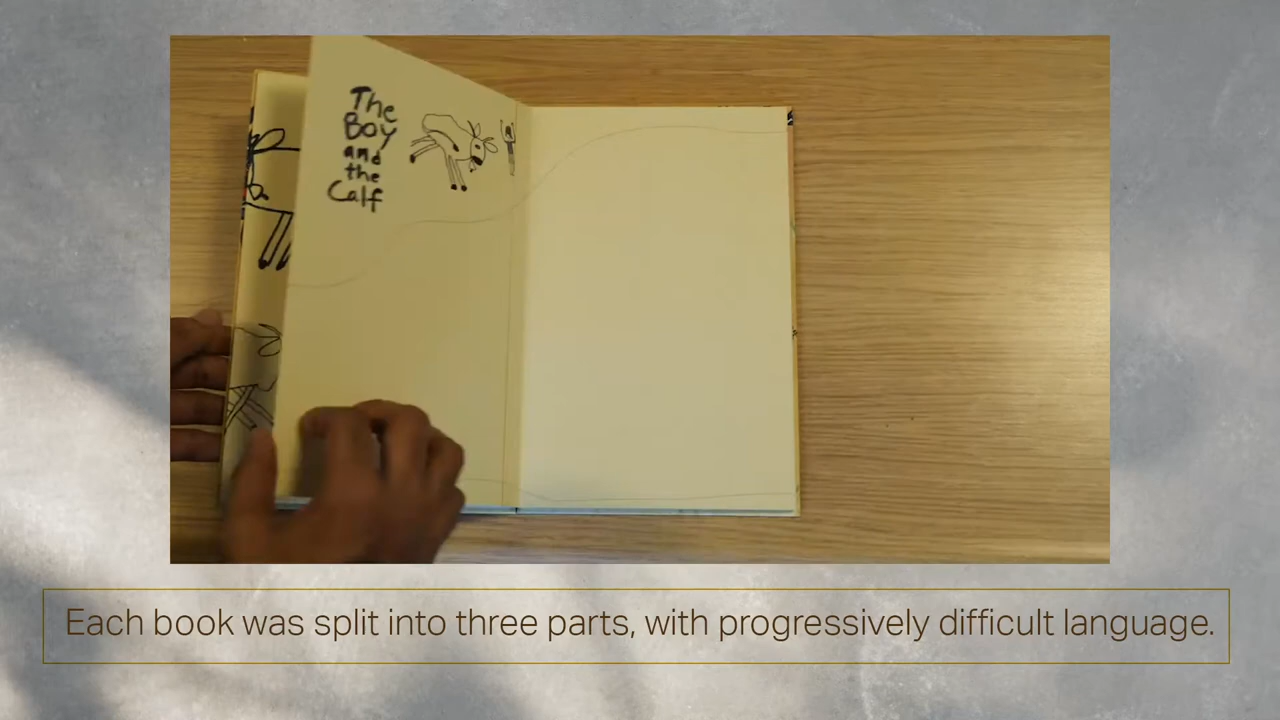 The
Boy
and
the
Calf
Each book was split into three parts, with progressively difficult language.